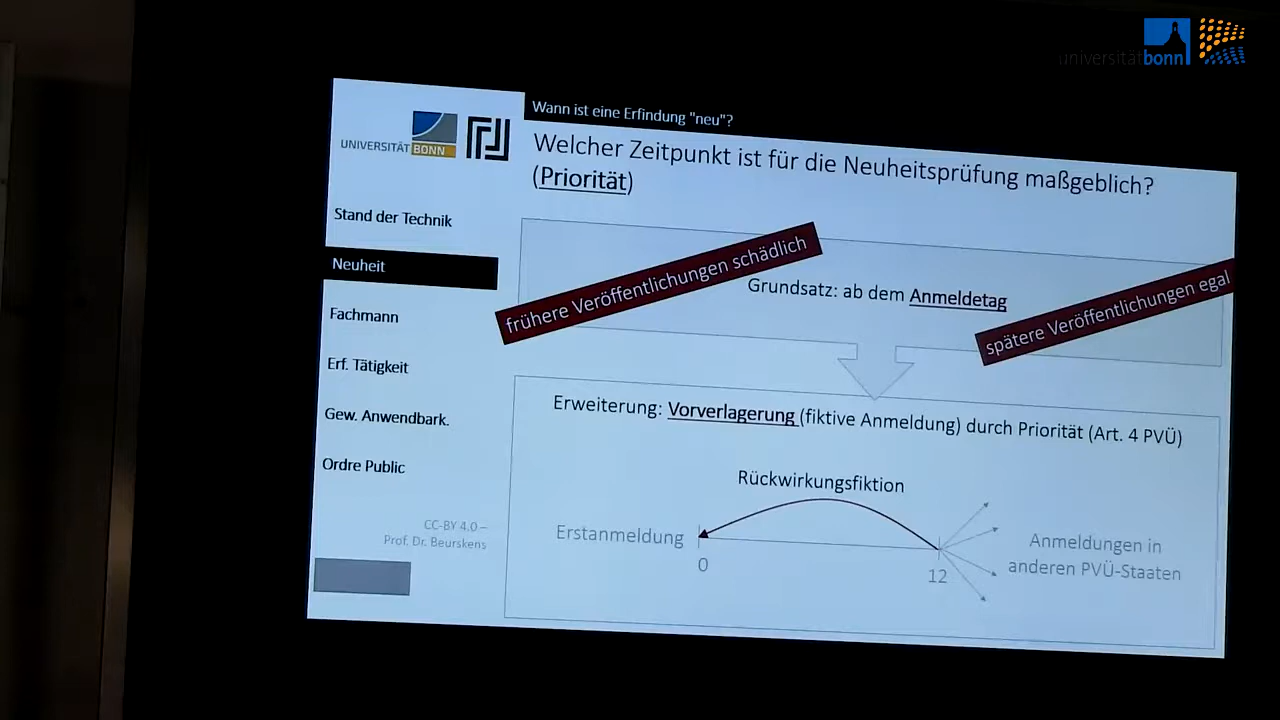 universitätbonn
Wann ist eine Erfindung "neu"?
UNIVERSITÄT BONN
Welcher Zeitpunkt ist für die Neuheitsprüfung maßgeblich?
(Priorität)
Stand der Technik
Neuheit
Fachmann
Erf. Tätigkeit
Gew. Anwendbark.
Ordre Public
CC-BY 4.0 –
Prof. Dr. Beurskens
frühere Veröffentlichungen schädlich
Grundsatz: ab dem Anmeldetag
spätere Veröffentlichungen egal
Erweiterung: Vorverlagerung (fiktive Anmeldung) durch Priorität (Art. 4 PVÜ)
Rückwirkungsfiktion
Erstanmeldung
0
12
Anmeldungen in
anderen PVÜ-Staaten